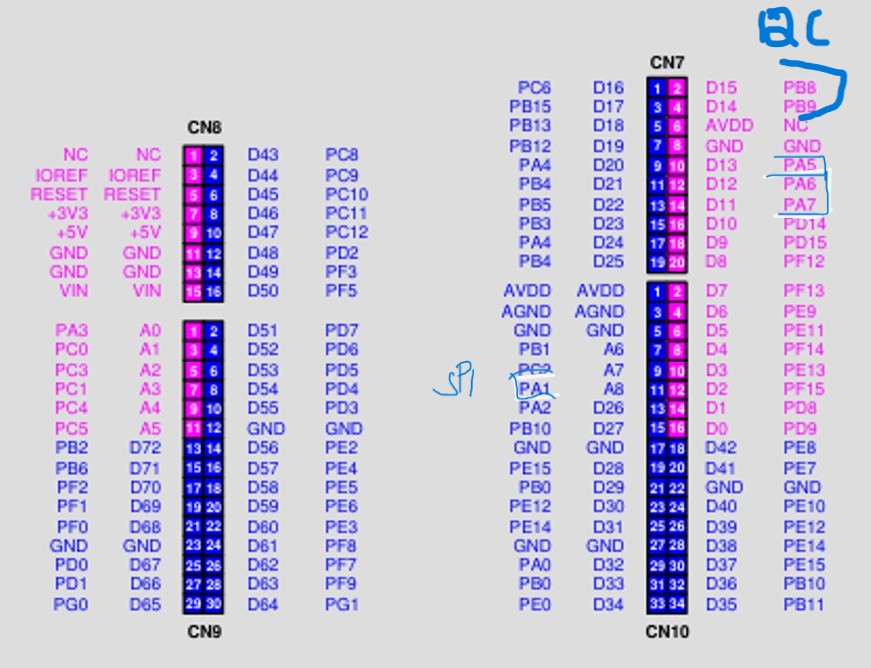 I2C
CN7
PC6 D16 1 2 D15 PB8
PB15 D17 3 4 D14 PB9
PB13 D18 5 6 AVDD NC
PB12 D19 7 8 GND GND
PA4 D20 9 10 D13 PA5
PB4 D21 11 12 D12 PA6
PB5 D22 13 14 D11 PA7
PB3 D23 15 16 D10 PD14
PA4 D24 17 18 D9 PD15
PB4 D25 19 20 D8 PF12
CN8
NC NC 1 2 D43 PC8
IOREF IOREF 3 4 D44 PC9
RESET RESET 5 6 D45 PC10
+3V3 +3V3 7 8 D46 PC11
+5V +5V 9 10 D47 PC12
GND GND 11 12 D48 PD2
GND GND 13 14 D49 PF3
VIN VIN 15 16 D50 PF5
PA3 A0 1 2 D51 PD7
PC0 A1 3 4 D52 PD6
PC3 A2 5 6 D53 PD5
PC1 A3 7 8 D54 PD4
PC4 A4 9 10 D55 PD3
PC5 A5 11 12 GND GND
PB2 D72 13 14 D56 PE2
PB6 D71 15 16 D57 PE4
PF2 D70 17 18 D58 PE5
PF1 D69 19 20 D59 PE6
PF0 D68 21 22 D60 PE3
GND GND 23 24 D61 PF8
PD0 D67 25 26 D62 PF7
PD1 D66 27 28 D63 PF9
PG0 D65 29 30 D64 PG1
CN9
AVDD AVDD 1 2 D7 PF13
AGND AGND 3 4 D6 PE9
GND GND 5 6 D5 PE11
PB1 A6 7 8 D4 PF14
PC2 A7 9 10 D3 PE13
SPI
PA1 A8 11 12 D2 PF15
PA2 D26 13 14 D1 PD8
PB10 D27 15 16 D0 PD9
GND GND 17 18 D42 PE8
PE15 D28 19 20 D41 PE7
PB0 D29 21 22 GND GND
PE12 D30 23 24 D40 PE10
PE14 D31 25 26 D39 PE12
GND GND 27 28 D38 PE14
PA0 D32 29 30 D37 PE15
PB0 D33 31 32 D36 PB10
PE0 D34 33 34 D35 PB11
CN10